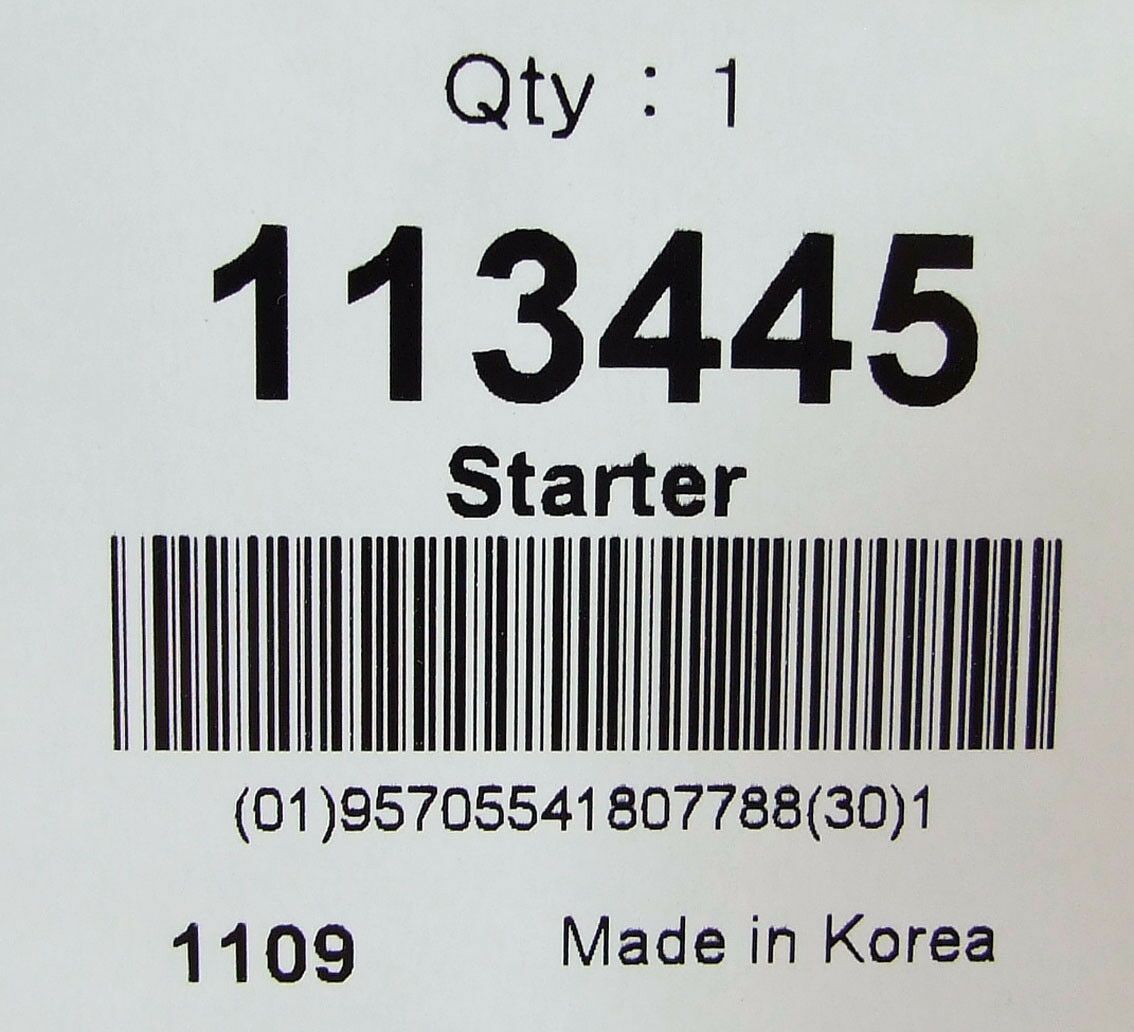 Qty : 1
113445
Starter
(01)95705541807788(30)1
1109
Made in Korea